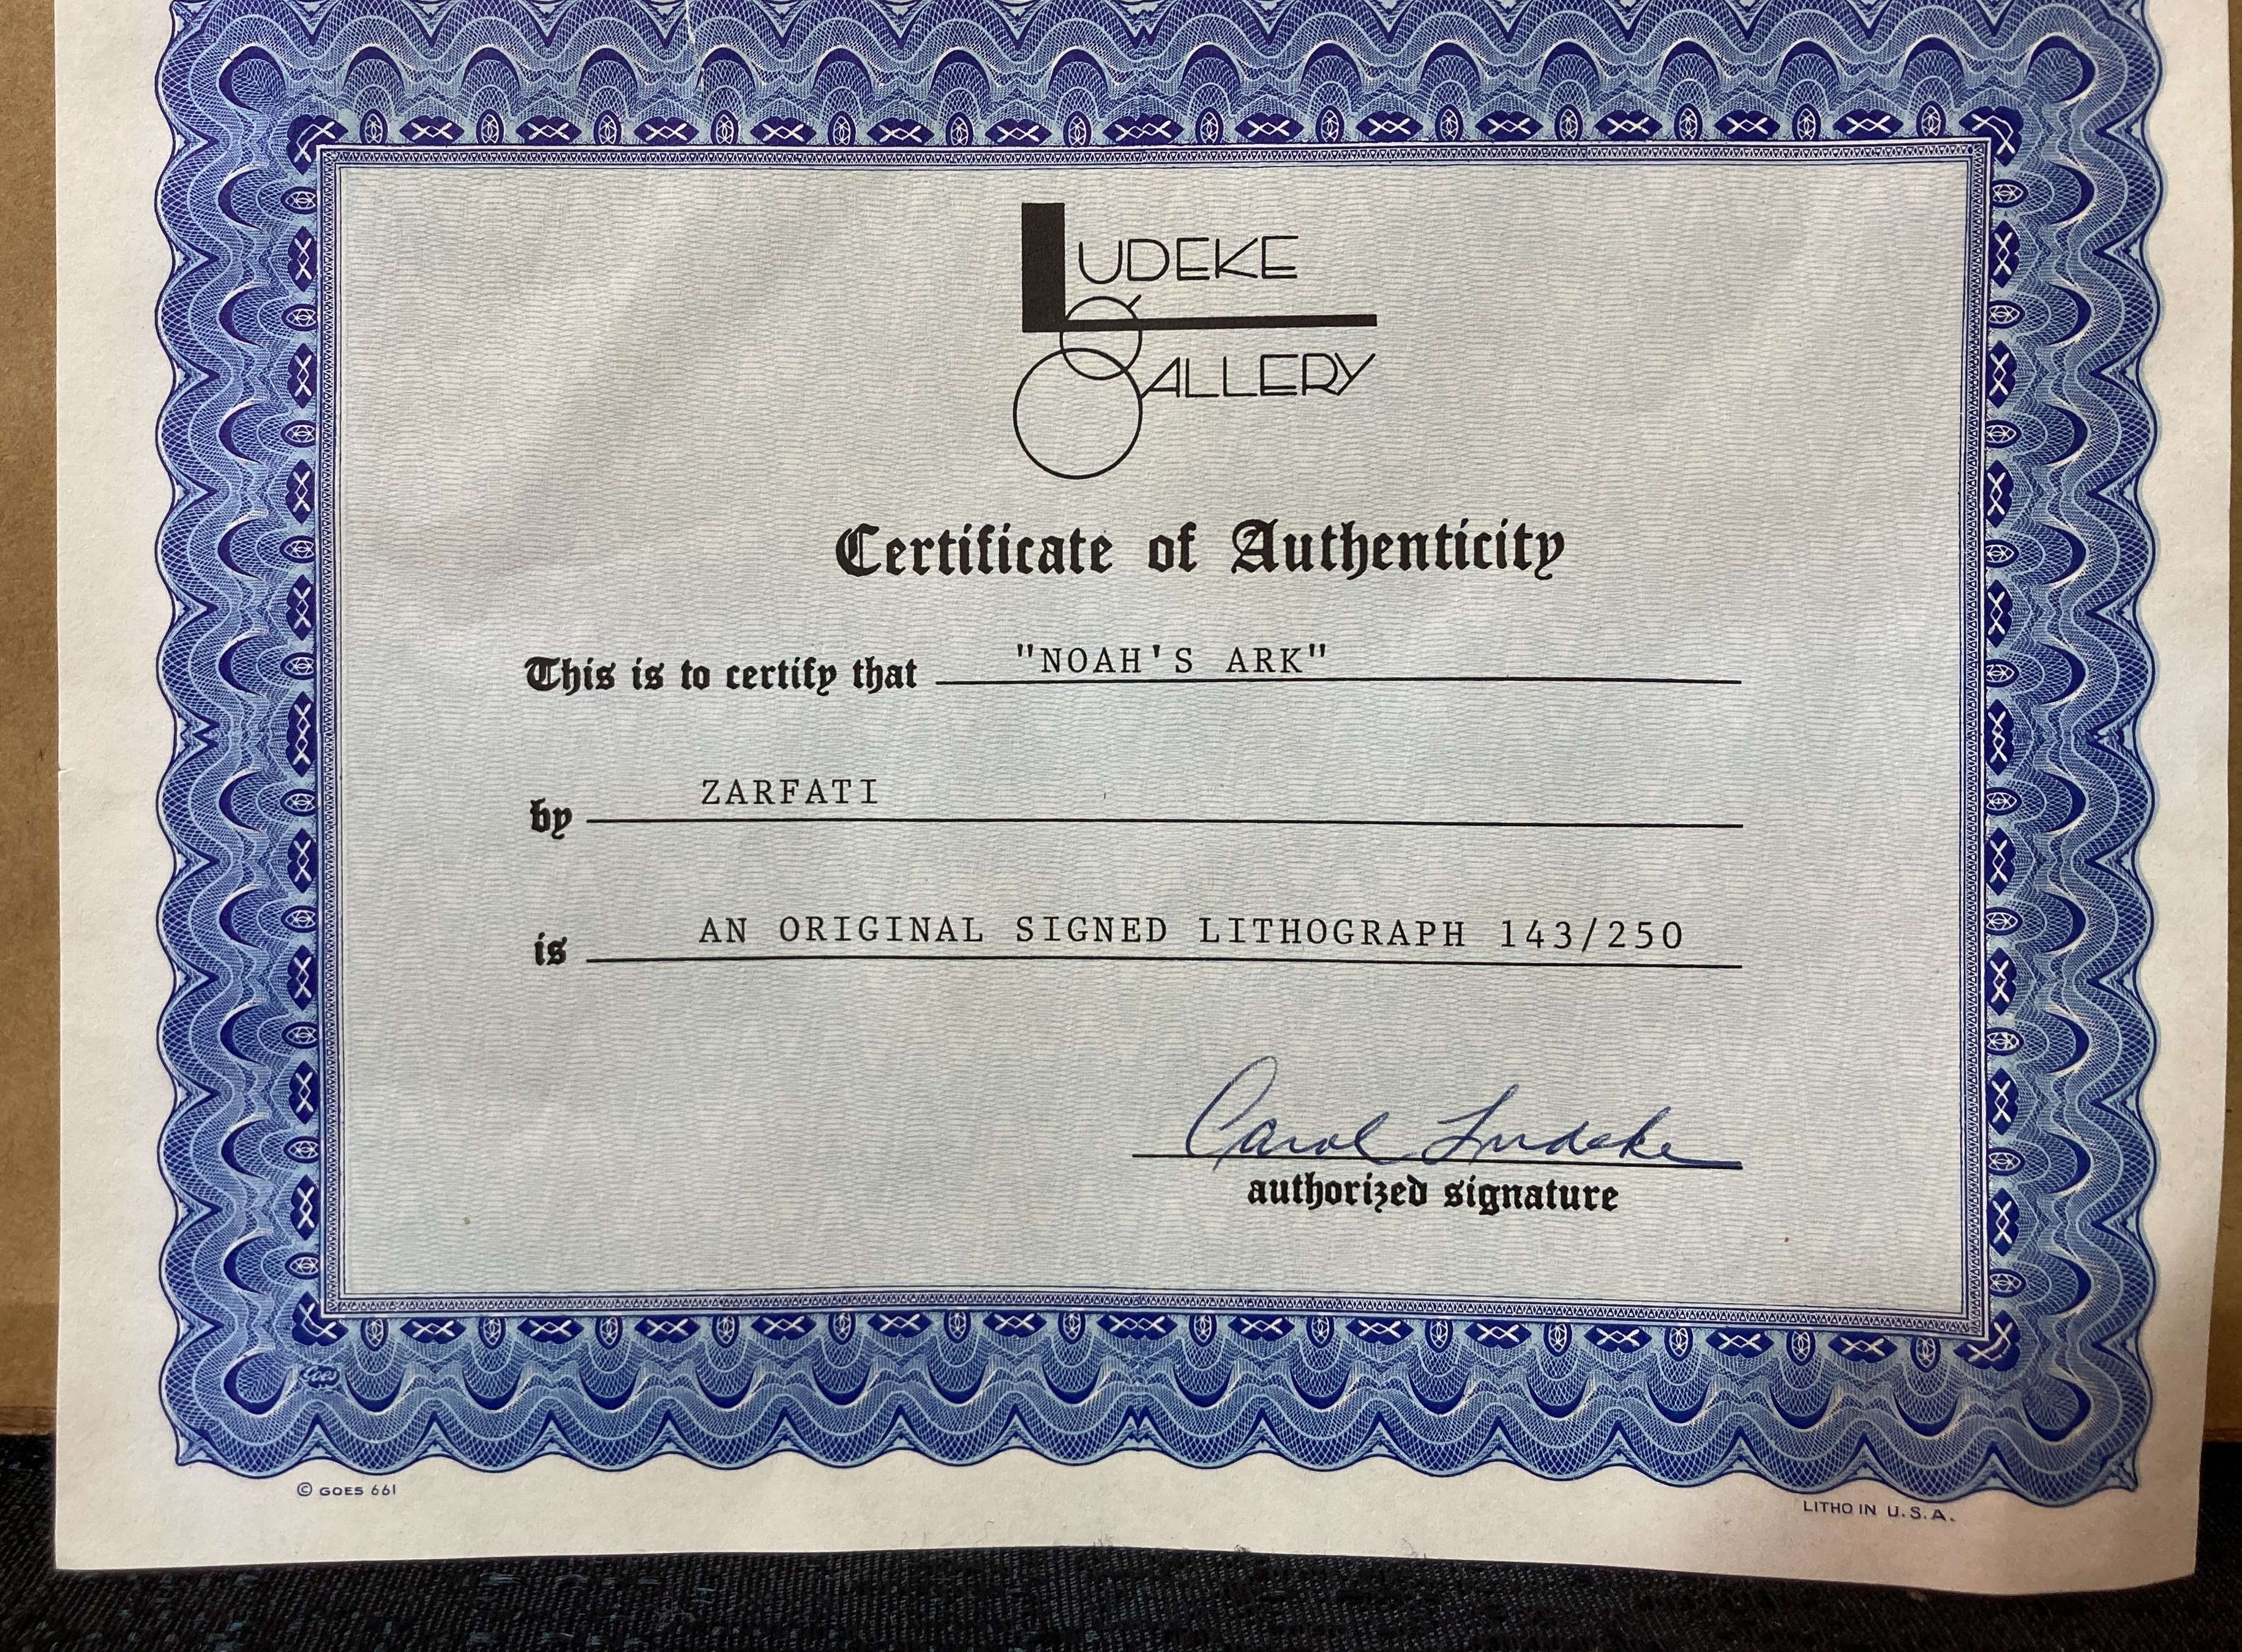 LUDEKE
GALLERY
Certificate of Authenticity
This is to certify that "NOAH'S ARK"
by ZARFATI
is AN ORIGINAL SIGNED LITHOGRAPH 143/250
Carol Ludeke
authorized signature
Goes
© GOES 661
LITHO IN U.S.A.